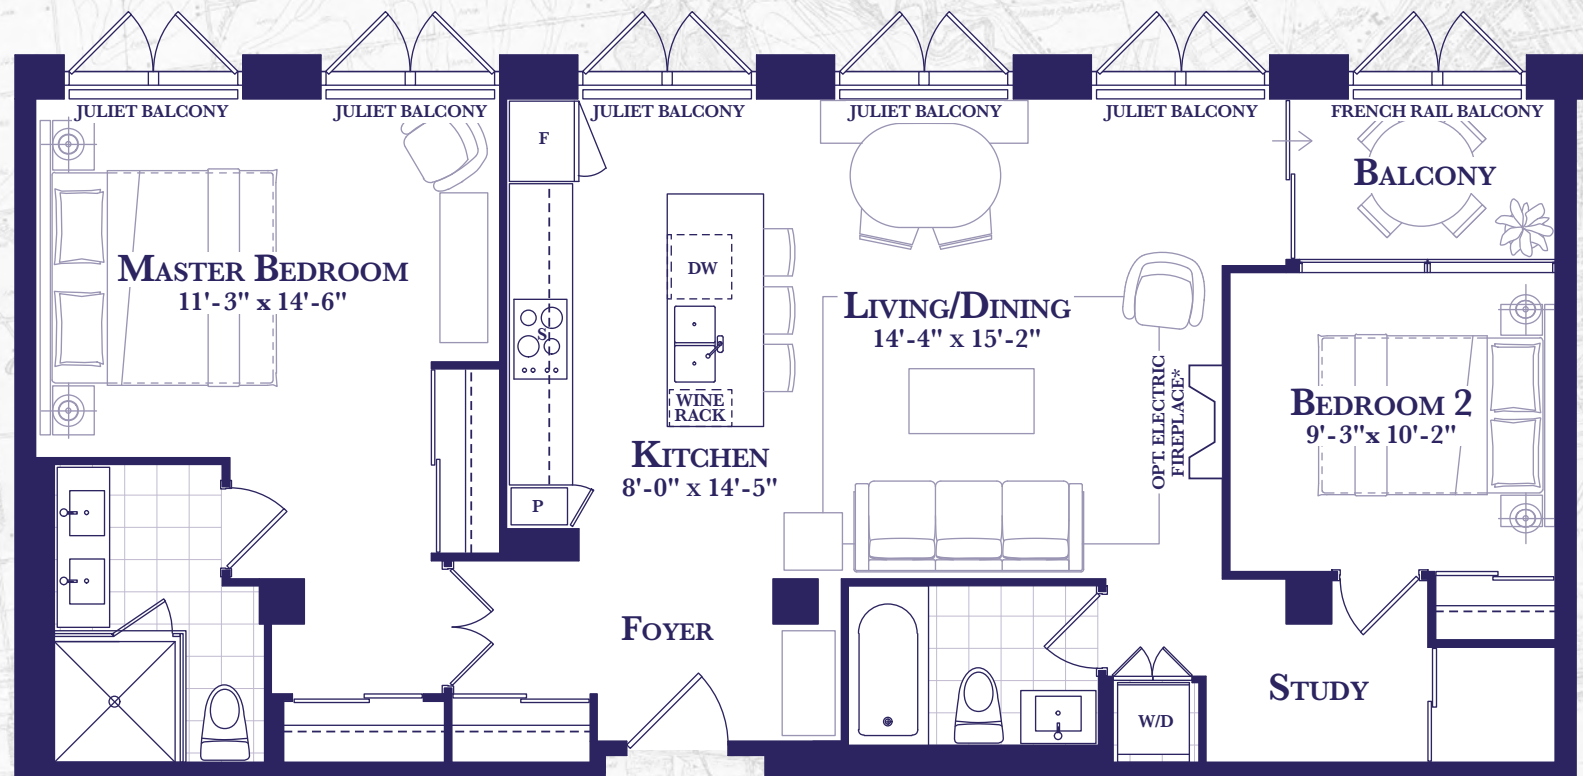 JULIET BALCONY
JULIET BALCONY
JULIET BALCONY
JULIET BALCONY
JULIET BALCONY
FRENCH RAIL BALCONY
F
BALCONY
MASTER BEDROOM
11'-3" x 14'-6"
DW
S
WINE
RACK
LIVING/DINING
14'-4" x 15'-2"
OPT. ELECTRIC
FIREPLACE*
BEDROOM 2
9'-3"x 10'-2"
KITCHEN
8'-0" x 14'-5"
P
FOYER
STUDY
W/D